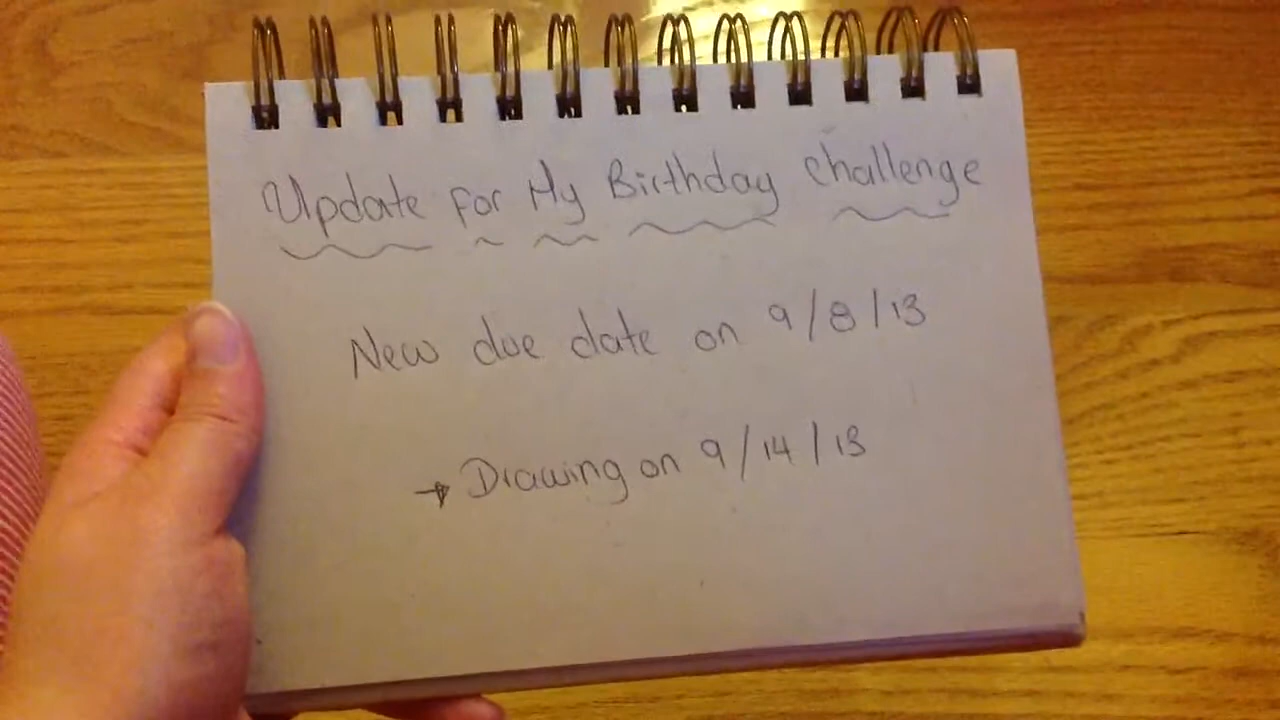 Update for My Birthday Challenge
New due date on 9/8/13
→ Drawing on 9/14/13